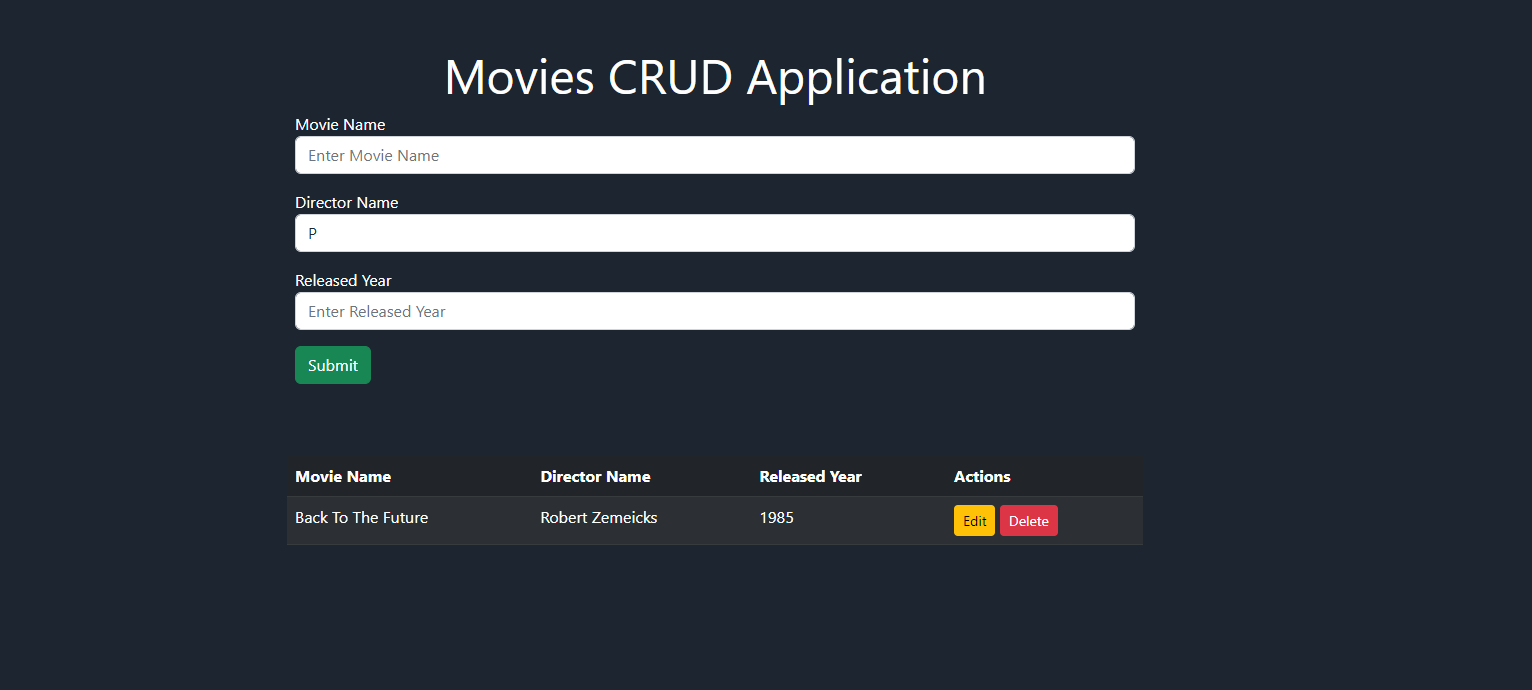 Movies CRUD Application
Movie Name
Enter Movie Name
Director Name
P
Released Year
Enter Released Year
Submit
Movie Name Director Name Released Year Actions
Back To The Future Robert Zemeicks 1985 Edit Delete